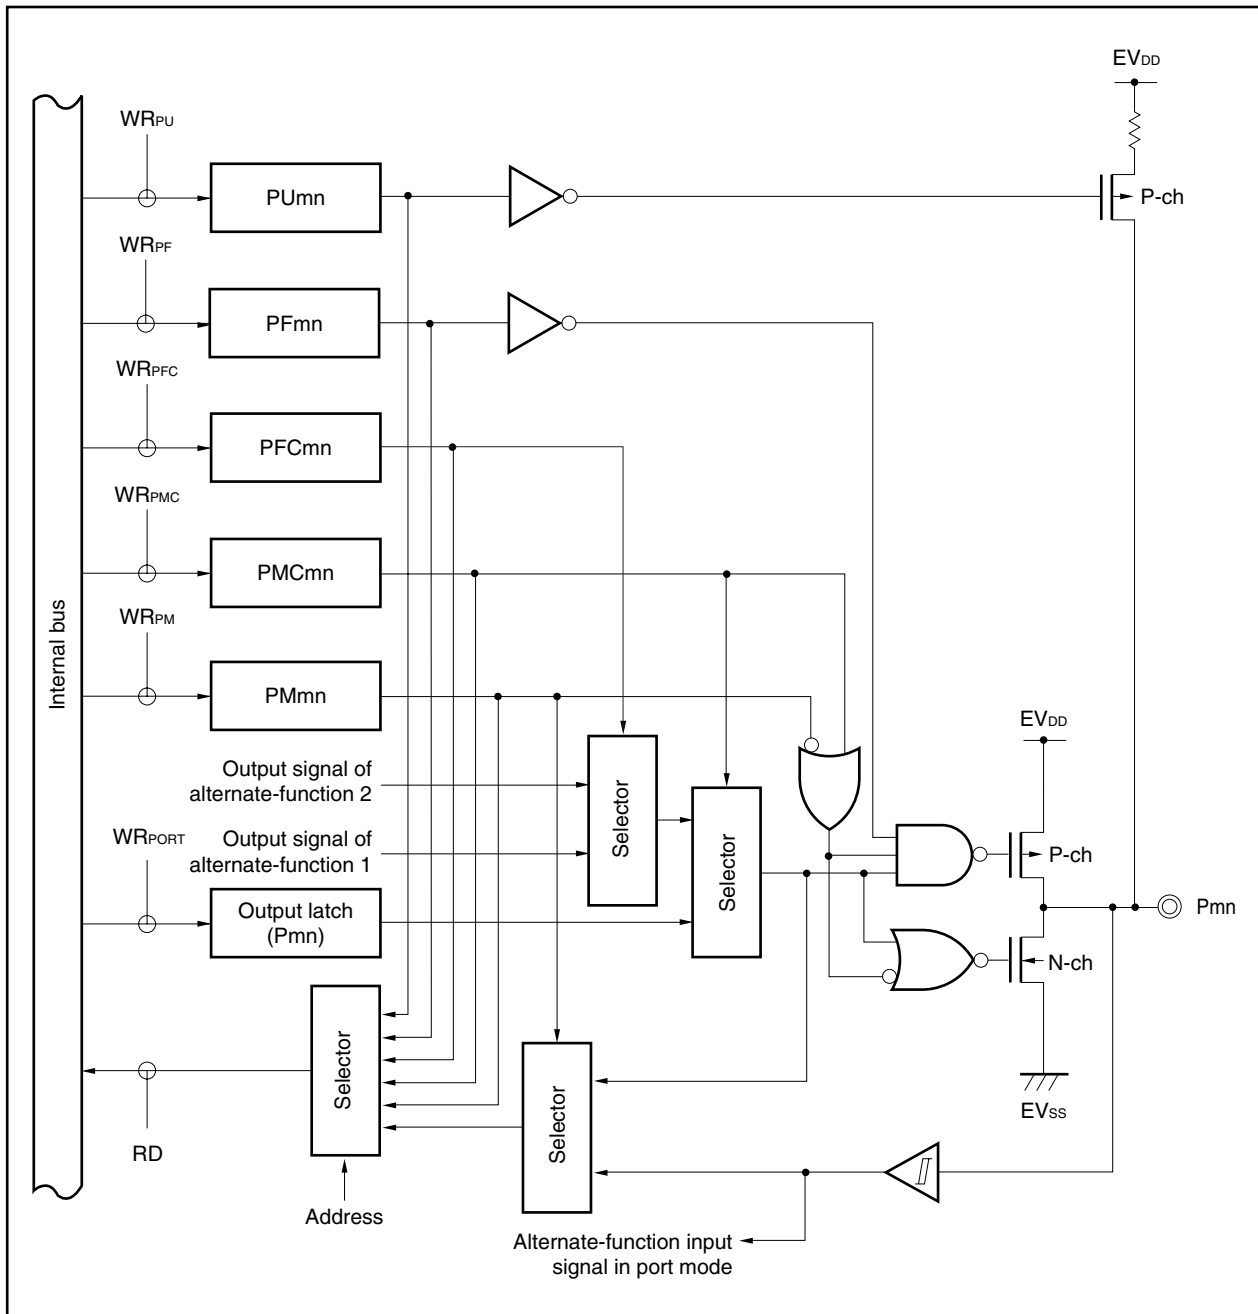 EVDD
WRPU
PUmn
P-ch
WRPF
PFmn
WRPFC
PFCmn
WRPMC
PMCmn
Internal bus
WRPM
PMmn
EVDD
Output signal of
alternate-function 2
Selector
Output signal of
alternate-function 1
Selector
WRPORT
P-ch
Output latch
(Pmn)
Pmn
N-ch
Selector
Selector
EVSS
RD
Address
Alternate-function input
signal in port mode